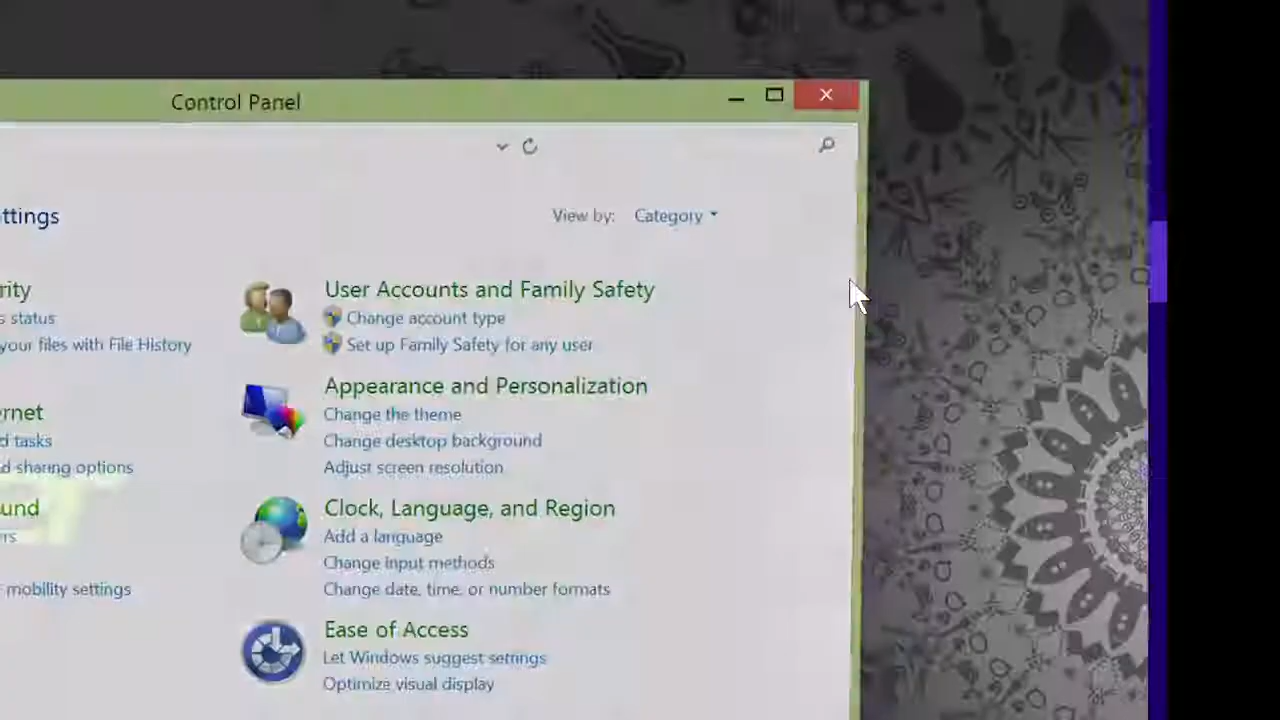 Control Panel
ttings
View by: Category
rity
s status
your files with File History
User Accounts and Family Safety
Change account type
Set up Family Safety for any user
ernet
d tasks
d sharing options
Appearance and Personalization
Change the theme
Change desktop background
Adjust screen resolution
und
ers
mobility settings
Clock, Language, and Region
Add a language
Change input methods
Change date, time, or number formats
Ease of Access
Let Windows suggest settings
Optimize visual display